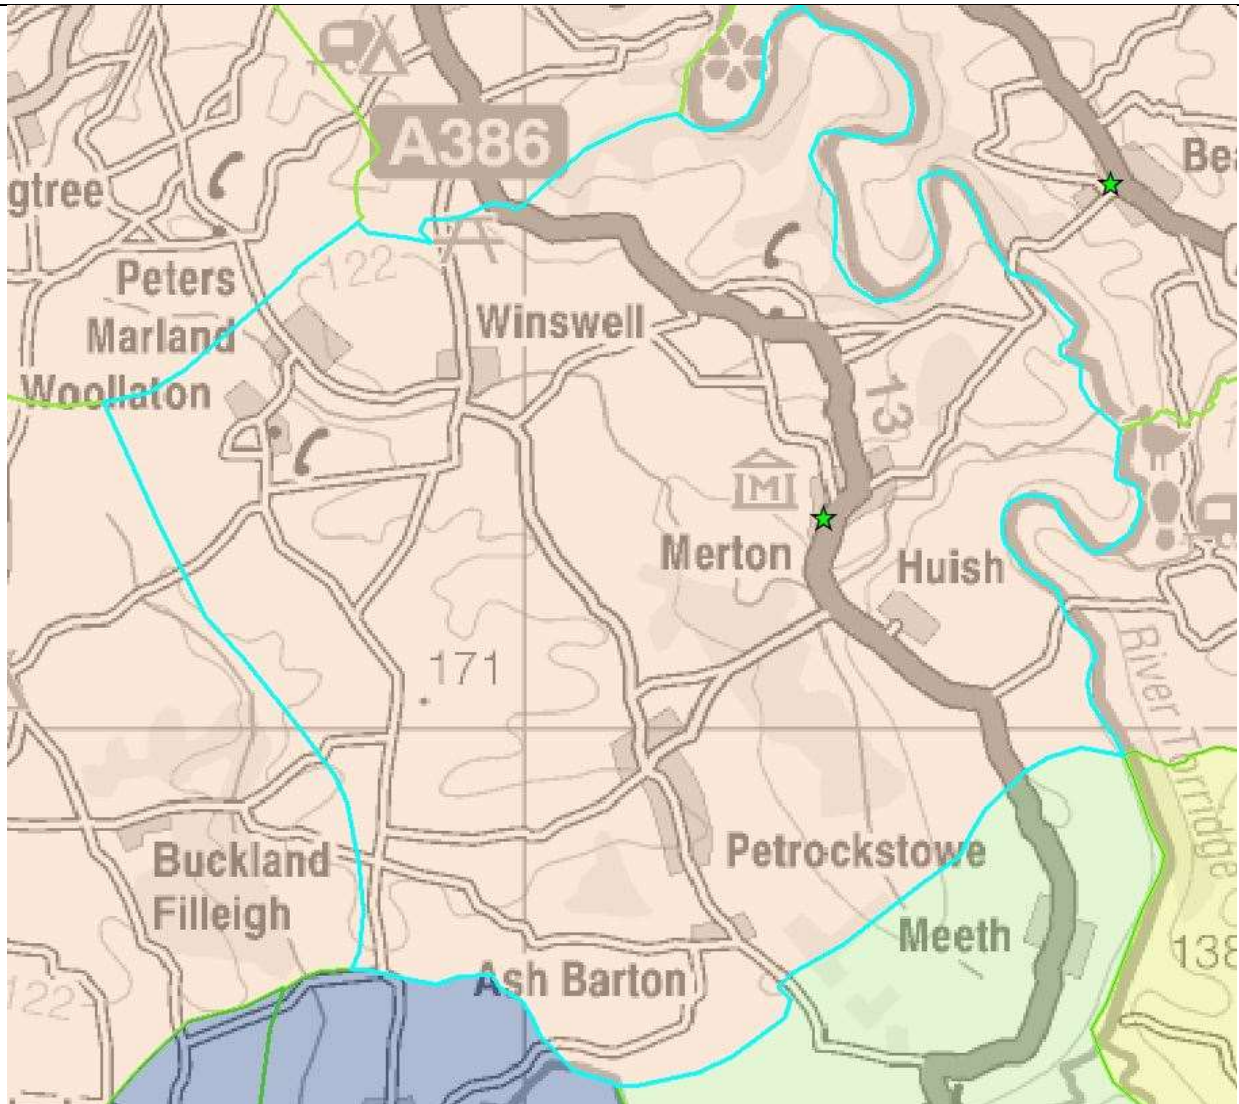 A386
Bea
gtree
Peters
Marland
122
Winswell
Woollaton
13
M
Merton
Huish
171
River Torridge
Buckland
Filleigh
Petrockstowe
Meeth
138
122
Ash Barton